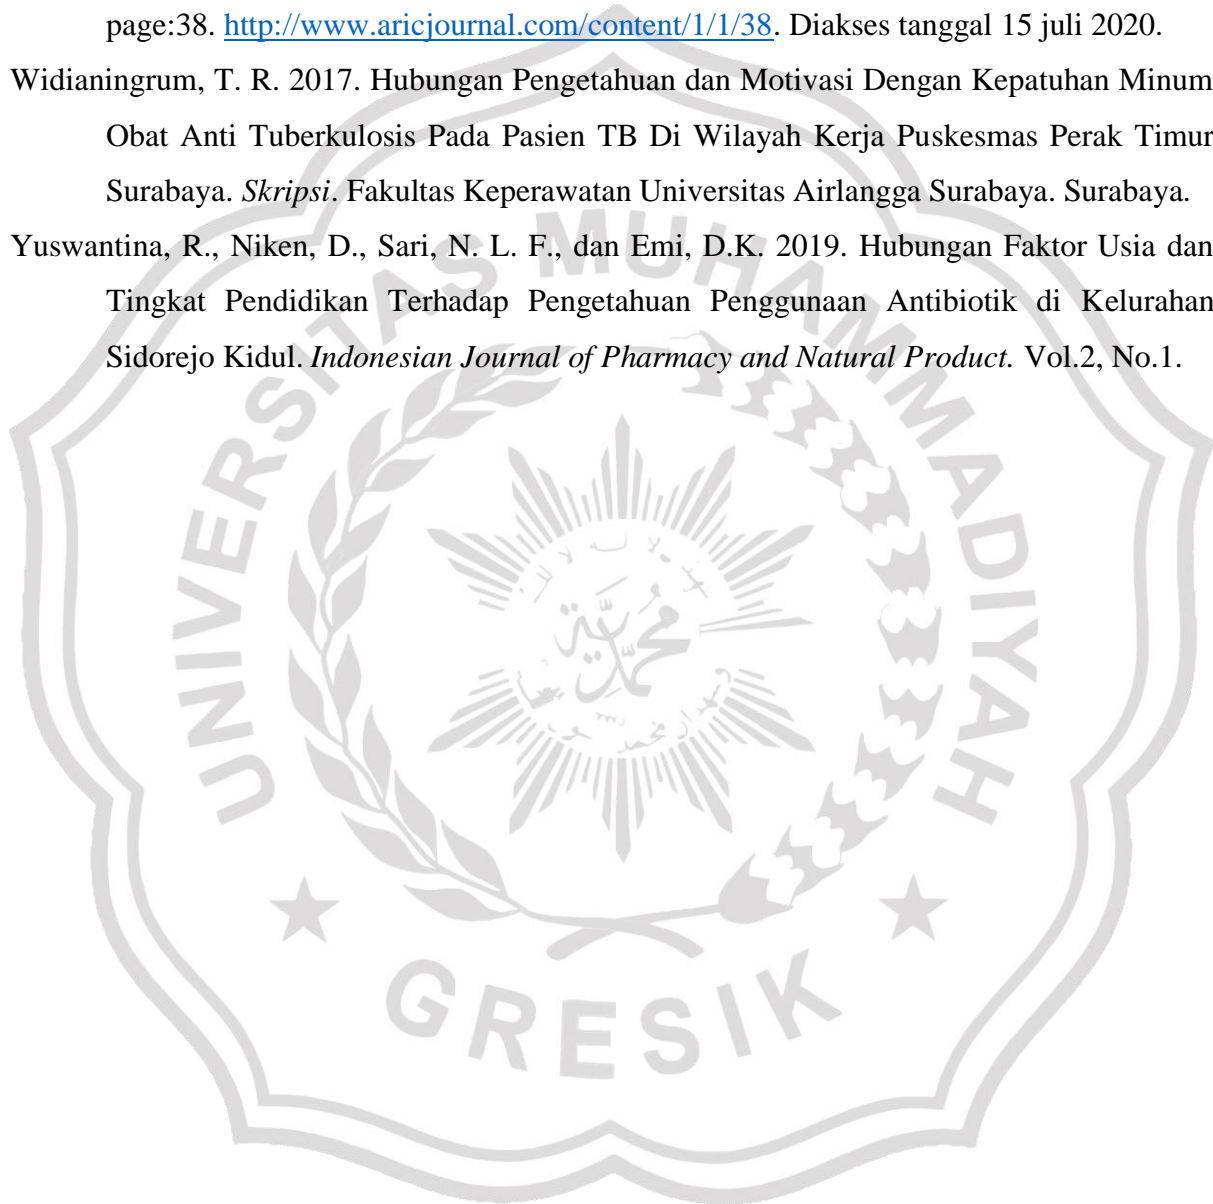 page:38. http://www.aricjournal.com/content/1/1/38. Diakses tanggal 15 juli 2020.
Widianingrum, T. R. 2017. Hubungan Pengetahuan dan Motivasi Dengan Kepatuhan Minum
Obat Anti Tuberkulosis Pada Pasien TB Di Wilayah Kerja Puskesmas Perak Timur
Surabaya. Skripsi. Fakultas Keperawatan Universitas Airlangga Surabaya. Surabaya.
Yuswantina, R., Niken, D., Sari, N. L. F., dan Emi, D.K. 2019. Hubungan Faktor Usia dan
Tingkat Pendidikan Terhadap Pengetahuan Penggunaan Antibiotik di Kelurahan
Sidorejo Kidul. Indonesian Journal of Pharmacy and Natural Product. Vol.2, No.1.
UNIVERSITAS MUHAMMADIYAH
GRESIK